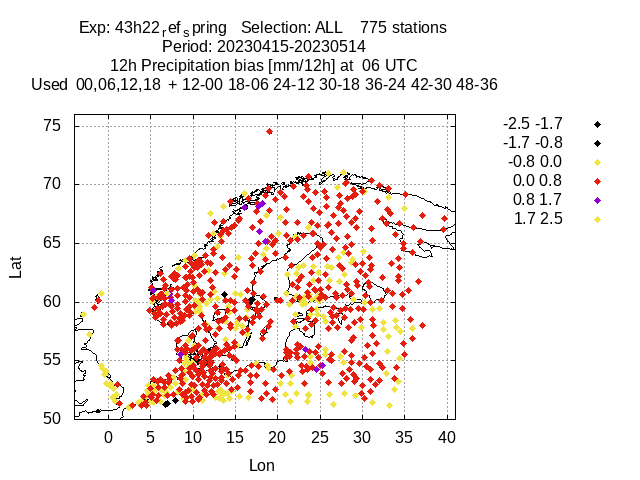 Exp: 43h22refspring Selection: ALL 775 stations
Period: 20230415-20230514
12h Precipitation bias [mm/12h] at 06 UTC
Used 00,06,12,18 + 12-00 18-06 24-12 30-18 36-24 42-30 48-36
-2.5 -1.7
-1.7 -0.8
-0.8 0.0
0.0 0.8
0.8 1.7
1.7 2.5
75
70
65
60
55
50
Lat
0 5 10 15 20 25 30 35 40
Lon